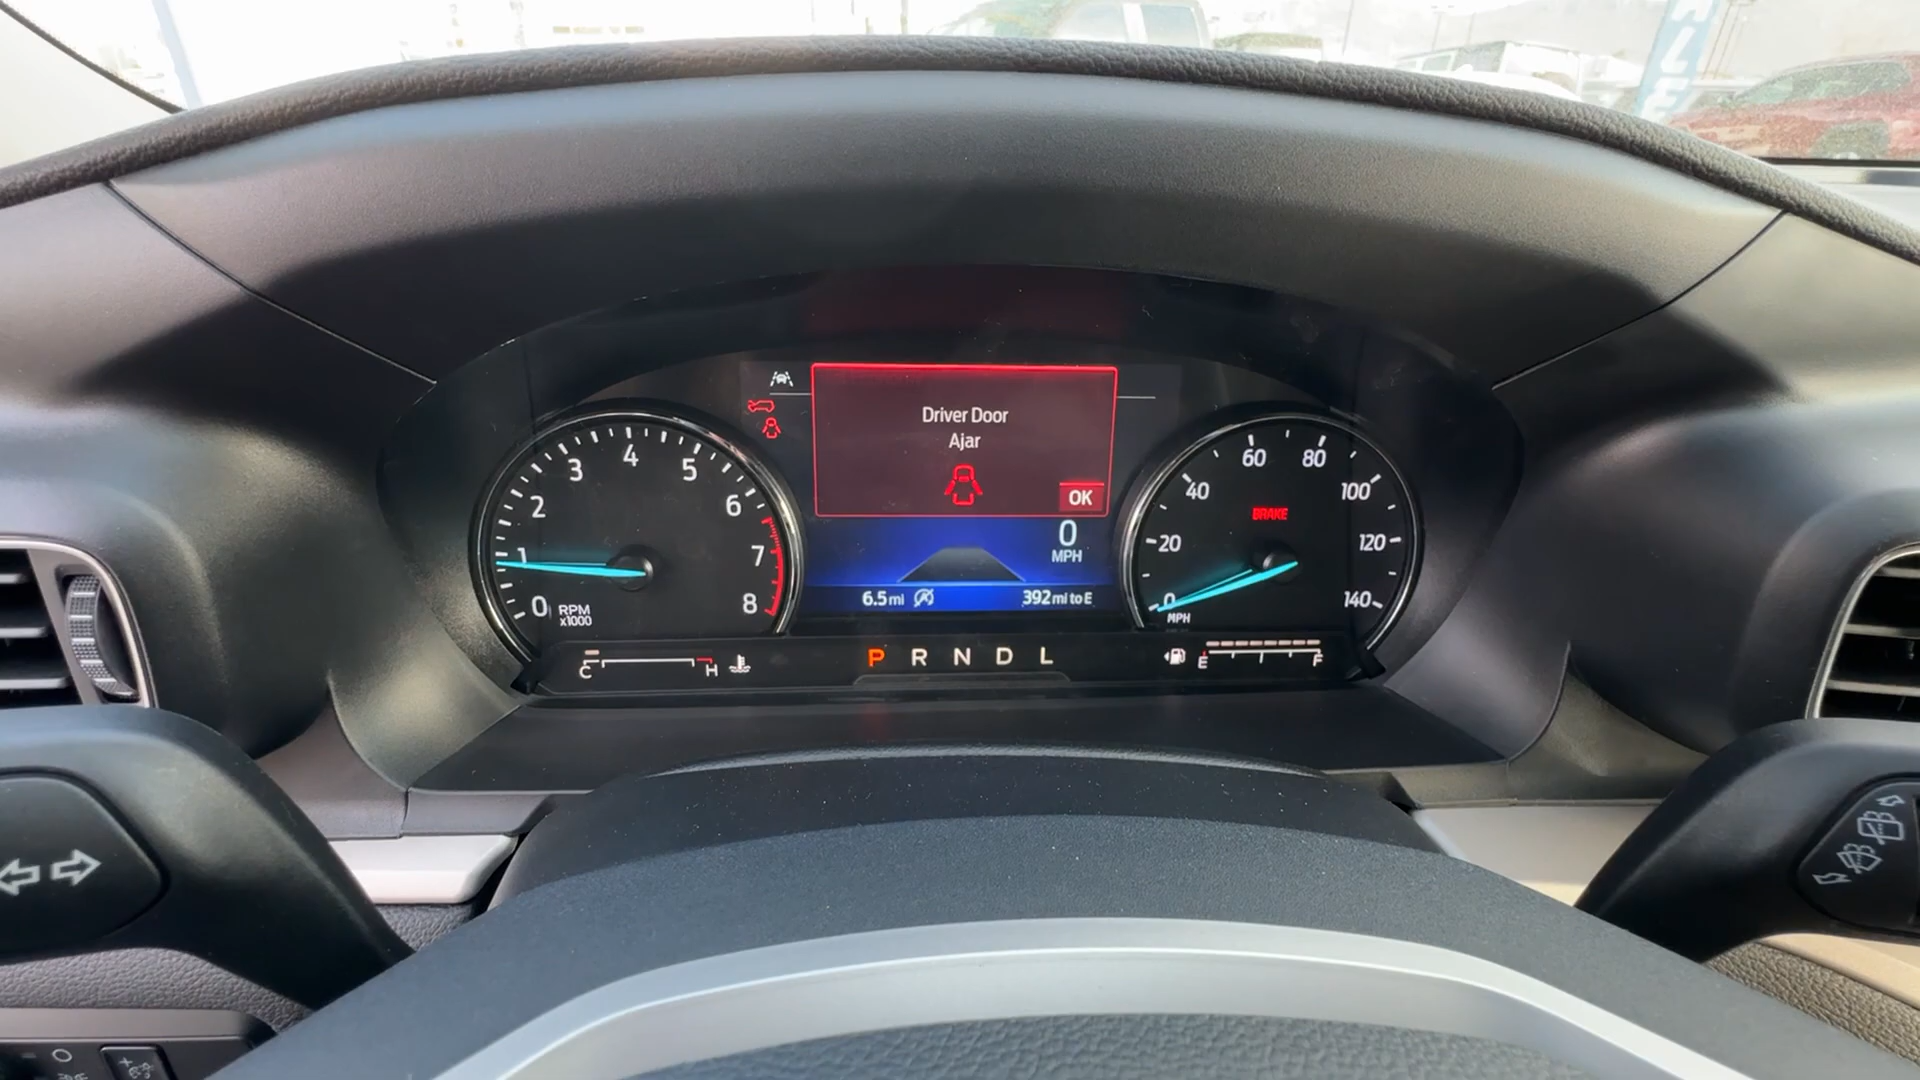 Driver Door
Ajar
OK
0
MPH
6.5 mi
392 mi to E
0
1
2
3
4
5
6
7
8
RPM
x1000
0
20
40
60
80
100
120
140
MPH
BRAKE
C
H
P R N D L
E
F